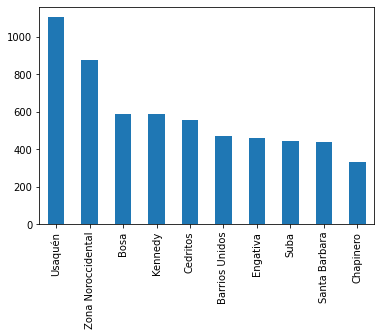 1000
800
600
400
200
0
Usaquén
Zona Noroccidental
Bosa
Kennedy
Cedritos
Barrios Unidos
Engativa
Suba
Santa Barbara
Chapinero